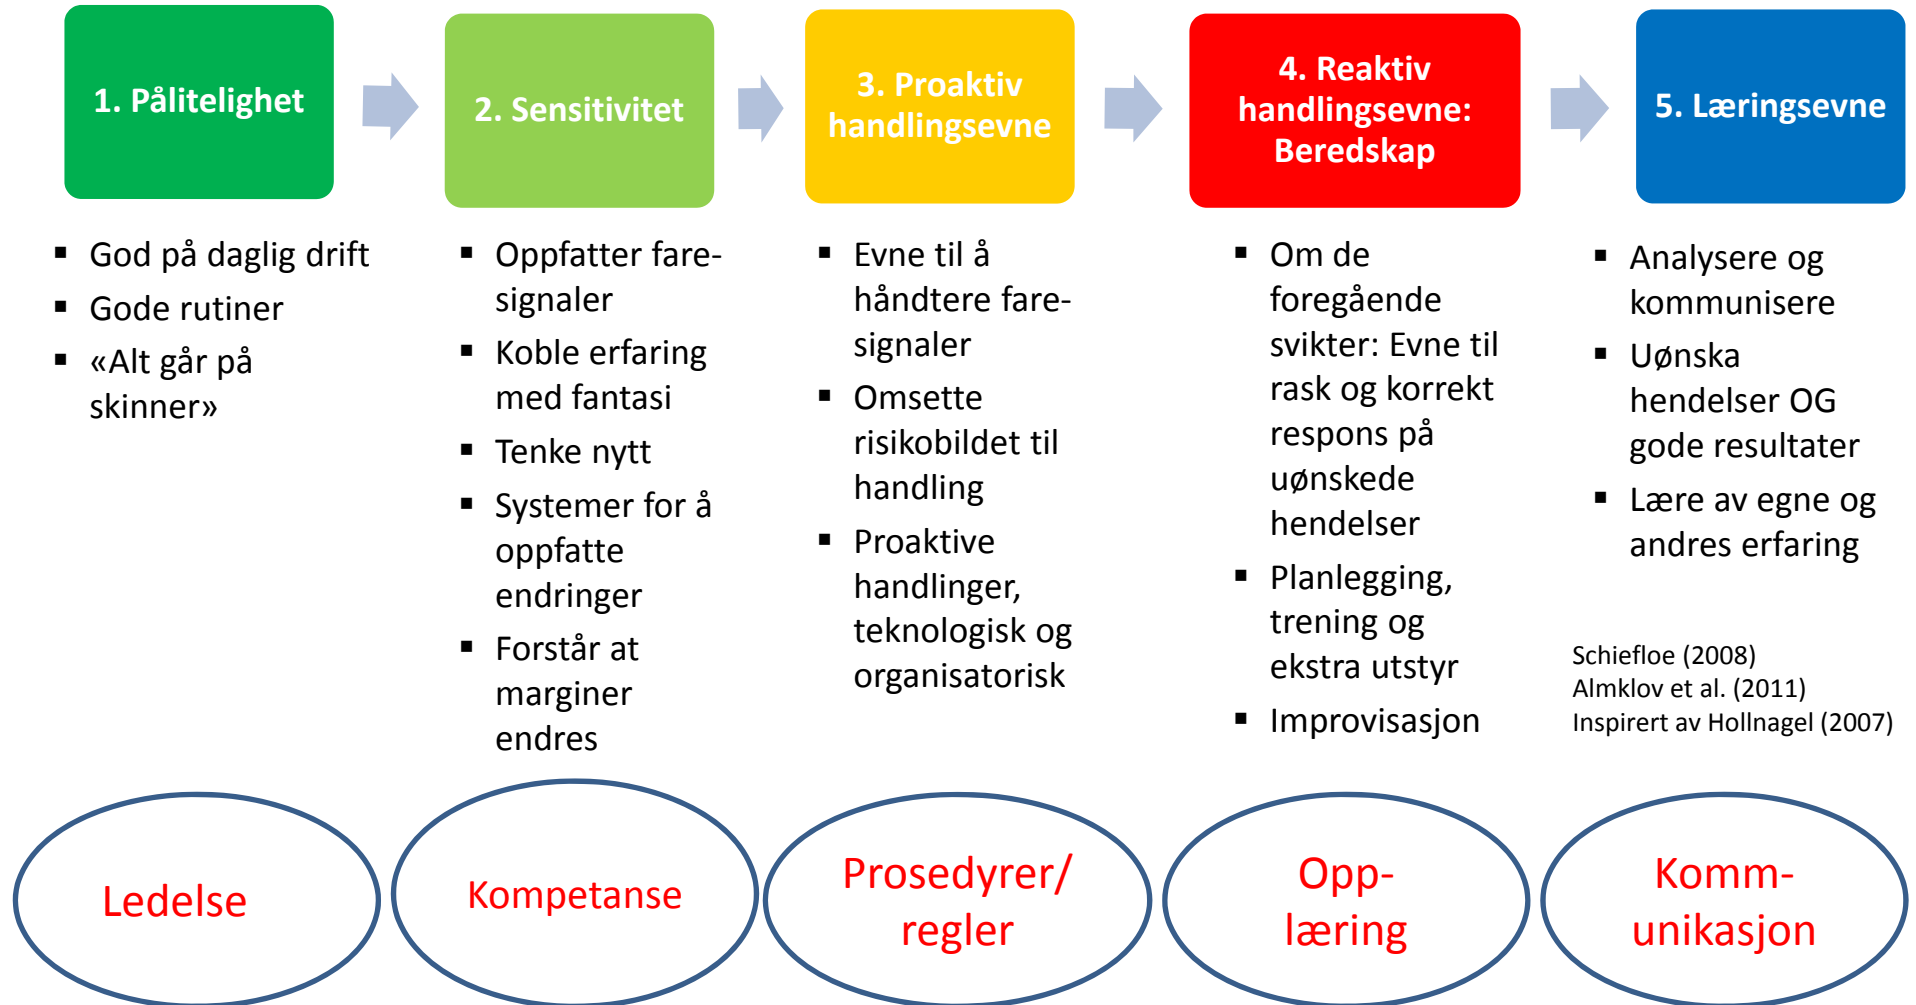 1. Pålitelighet
2. Sensitivitet
3. Proaktiv
handlingsevne
4. Reaktiv
handlingsevne:
Beredskap
5. Læringsevne
▪ God på daglig drift
▪ Gode rutiner
▪ «Alt går på
skinner»
▪ Oppfatter fare-
signaler
▪ Koble erfaring
med fantasi
▪ Tenke nytt
▪ Systemer for å
oppfatte
endringer
▪ Forstår at
marginer
endres
▪ Evne til å
håndtere fare-
signaler
▪ Omsette
risikobildet til
handling
▪ Proaktive
handlinger,
teknologisk og
organisatorisk
▪ Om de
foregående
svikter: Evne til
rask og korrekt
respons på
uønskede
hendelser
▪ Planlegging,
trening og
ekstra utstyr
▪ Improvisasjon
▪ Analysere og
kommunisere
▪ Uønska
hendelser OG
gode resultater
▪ Lære av egne og
andres erfaring
Schiefloe (2008)
Almklov et al. (2011)
Inspirert av Hollnagel (2007)
Ledelse
Kompetanse
Prosedyrer/
regler
Opp-
læring
Komm-
unikasjon